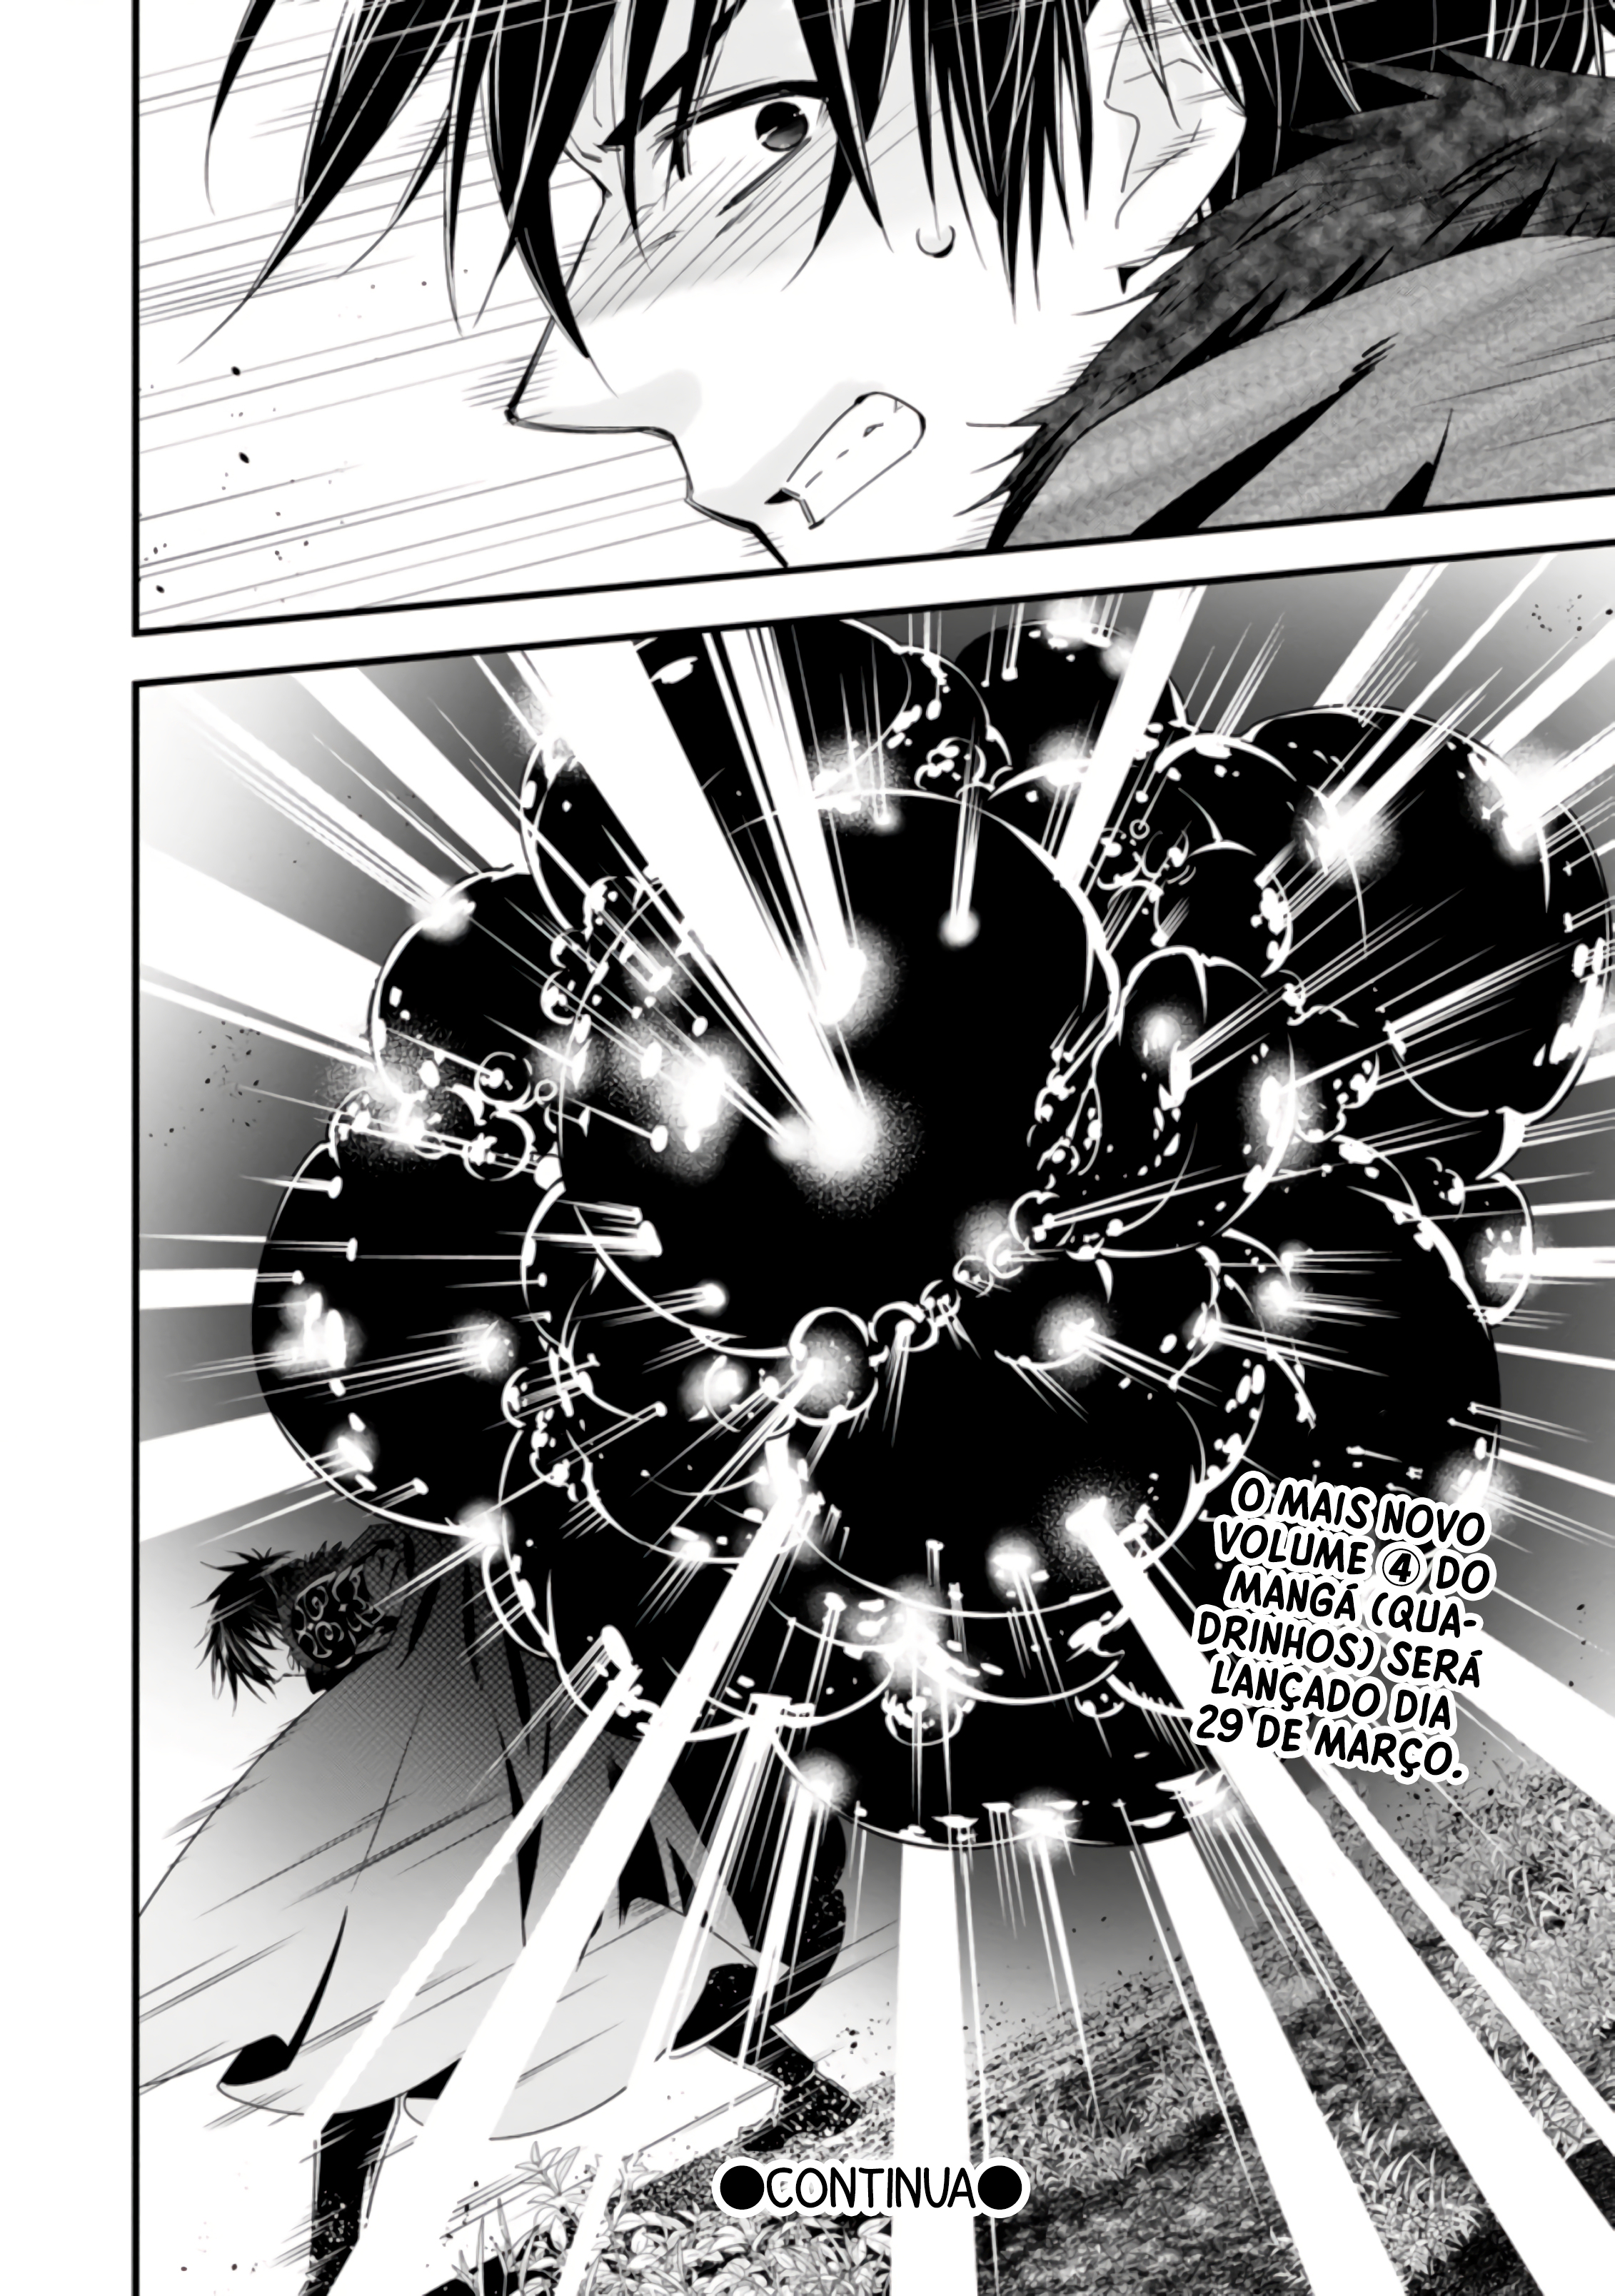 O MAIS NOVO
VOLUME ④ DO
MANGÁ (QUA-
DRINHOS) SERÁ
LANÇADO DIA
29 DE MARÇO.
●CONTINUA●